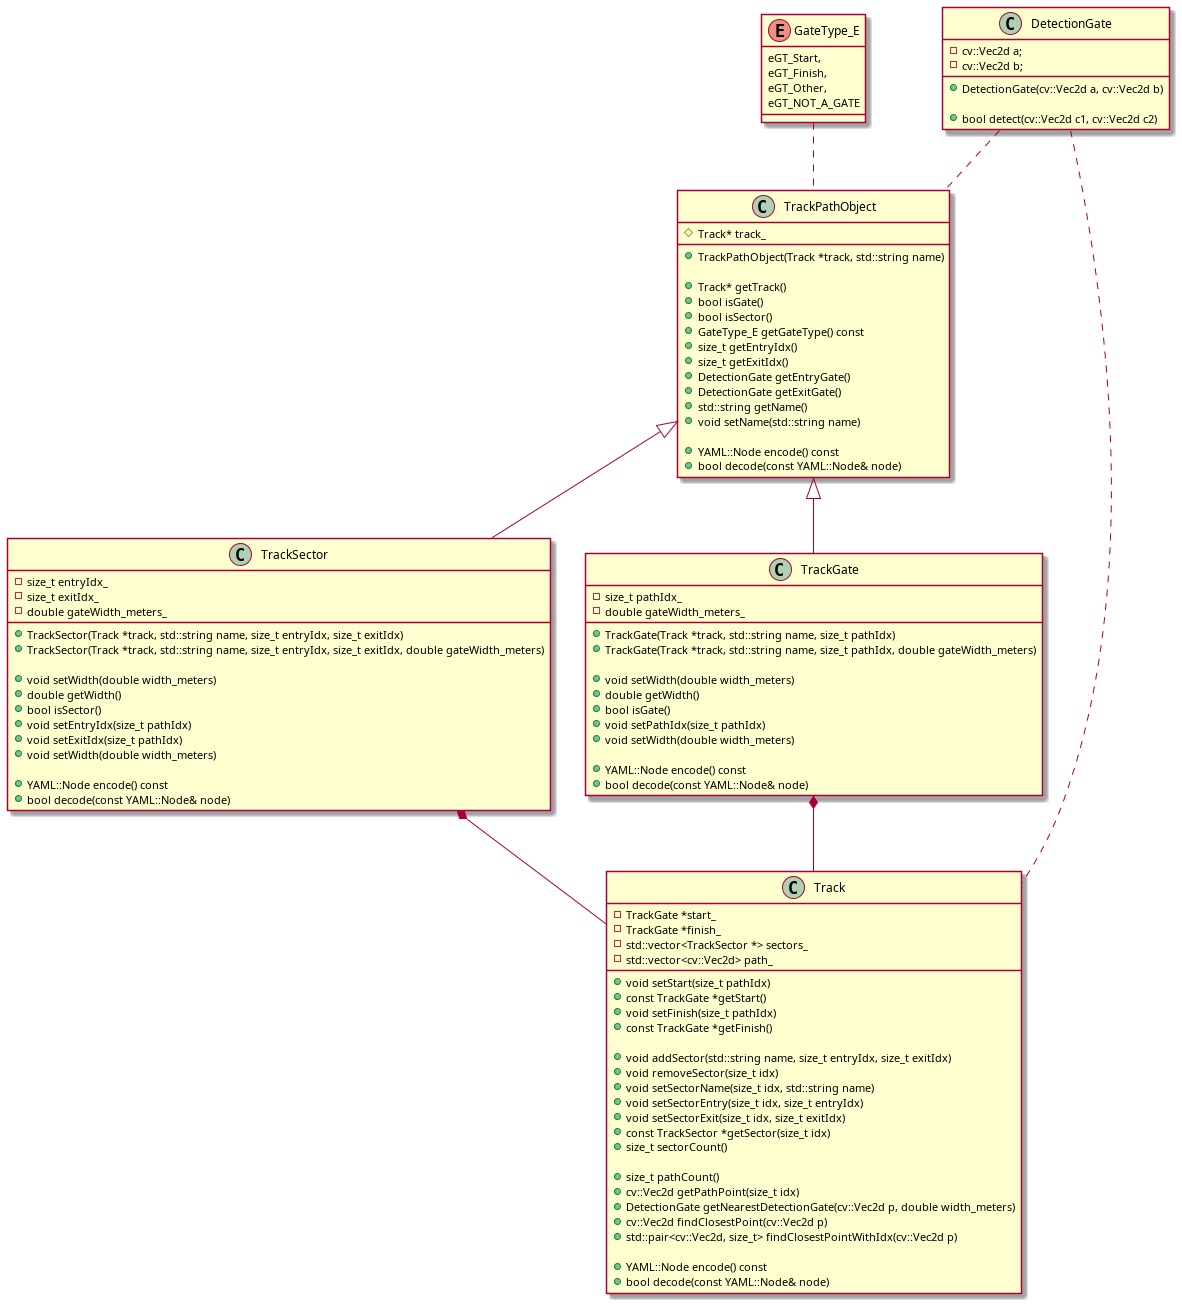 E GateType_E
eGT_Start,
eGT_Finish,
eGT_Other,
eGT_NOT_A_GATE
C DetectionGate
cv::Vec2d a;
cv::Vec2d b;
DetectionGate(cv::Vec2d a, cv::Vec2d b)
bool detect(cv::Vec2d c1, cv::Vec2d c2)
C TrackPathObject
Track* track_
TrackPathObject(Track *track, std::string name)
Track* getTrack()
bool isGate()
bool isSector()
GateType_E getGateType() const
size_t getEntryIdx()
size_t getExitIdx()
DetectionGate getEntryGate()
DetectionGate getExitGate()
std::string getName()
void setName(std::string name)
YAML::Node encode() const
bool decode(const YAML::Node& node)
C TrackSector
size_t entryIdx_
size_t exitIdx_
double gateWidth_meters_
TrackSector(Track *track, std::string name, size_t entryIdx, size_t exitIdx)
TrackSector(Track *track, std::string name, size_t entryIdx, size_t exitIdx, double gateWidth_meters)
void setWidth(double width_meters)
double getWidth()
bool isSector()
void setEntryIdx(size_t pathIdx)
void setExitIdx(size_t pathIdx)
void setWidth(double width_meters)
YAML::Node encode() const
bool decode(const YAML::Node& node)
C TrackGate
size_t pathIdx_
double gateWidth_meters_
TrackGate(Track *track, std::string name, size_t pathIdx)
TrackGate(Track *track, std::string name, size_t pathIdx, double gateWidth_meters)
void setWidth(double width_meters)
double getWidth()
bool isGate()
void setPathIdx(size_t pathIdx)
void setWidth(double width_meters)
YAML::Node encode() const
bool decode(const YAML::Node& node)
C Track
TrackGate *start_
TrackGate *finish_
std::vector<TrackSector *> sectors_
std::vector<cv::Vec2d> path_
void setStart(size_t pathIdx)
const TrackGate *getStart()
void setFinish(size_t pathIdx)
const TrackGate *getFinish()
void addSector(std::string name, size_t entryIdx, size_t exitIdx)
void removeSector(size_t idx)
void setSectorName(size_t idx, std::string name)
void setSectorEntry(size_t idx, size_t entryIdx)
void setSectorExit(size_t idx, size_t exitIdx)
const TrackSector *getSector(size_t idx)
size_t sectorCount()
size_t pathCount()
cv::Vec2d getPathPoint(size_t idx)
DetectionGate getNearestDetectionGate(cv::Vec2d p, double width_meters)
cv::Vec2d findClosestPoint(cv::Vec2d p)
std::pair<cv::Vec2d, size_t> findClosestPointWithIdx(cv::Vec2d p)
YAML::Node encode() const
bool decode(const YAML::Node& node)